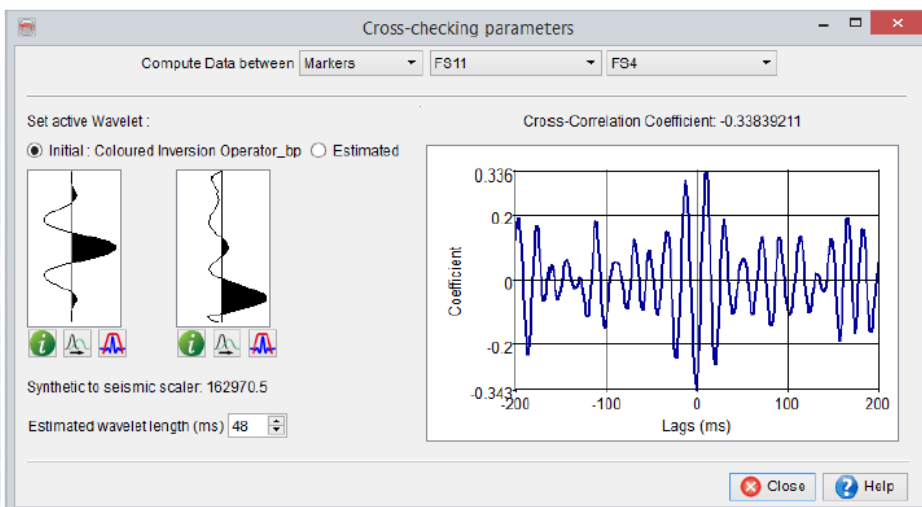 Cross-checking parameters
Compute Data between Markers FS11 FS4
Set active Wavelet :
Cross-Correlation Coefficient: -0.33839211
Initial : Coloured Inversion Operator_bp Estimated
0.336
0.2
0
-0.2
-0.343
Coefficient
-200 -100 0 100 200
Lags (ms)
Synthetic to seismic scaler: 162970.5
Estimated wavelet length (ms) 48
Close Help